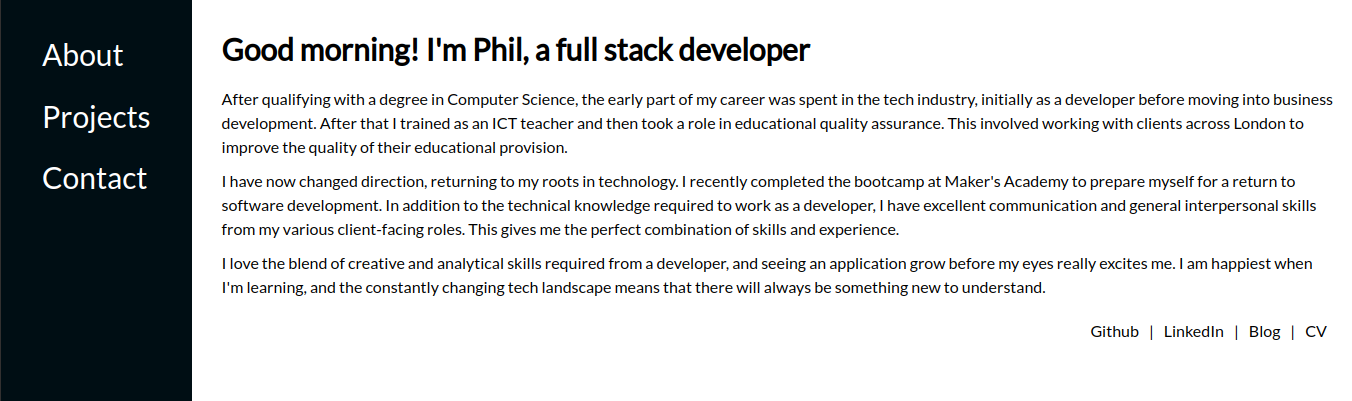 About
Projects
Contact
Good morning! I'm Phil, a full stack developer
After qualifying with a degree in Computer Science, the early part of my career was spent in the tech industry, initially as a developer before moving into business
development. After that I trained as an ICT teacher and then took a role in educational quality assurance. This involved working with clients across London to
improve the quality of their educational provision.
I have now changed direction, returning to my roots in technology. I recently completed the bootcamp at Maker's Academy to prepare myself for a return to
software development. In addition to the technical knowledge required to work as a developer, I have excellent communication and general interpersonal skills
from my various client-facing roles. This gives me the perfect combination of skills and experience.
I love the blend of creative and analytical skills required from a developer, and seeing an application grow before my eyes really excites me. I am happiest when
I'm learning, and the constantly changing tech landscape means that there will always be something new to understand.
Github | LinkedIn | Blog | CV